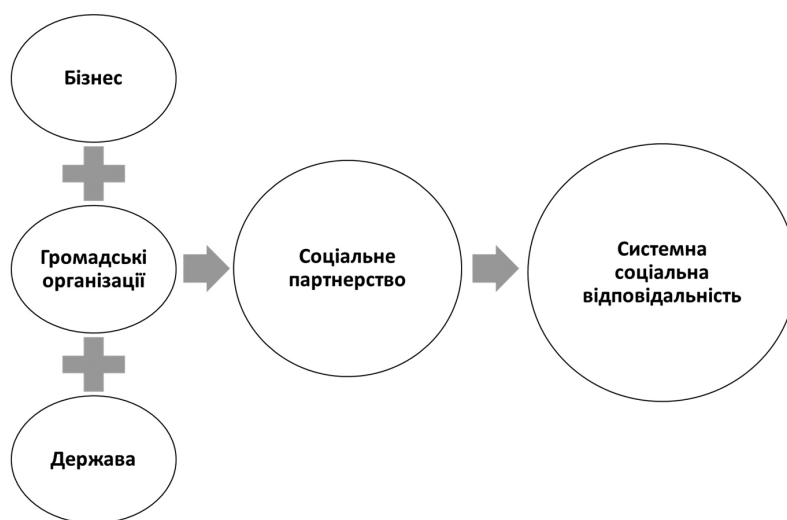 Бізнес
Громадські
організації
Держава
Соціальне
партнерство
Системна
соціальна
відповідальність